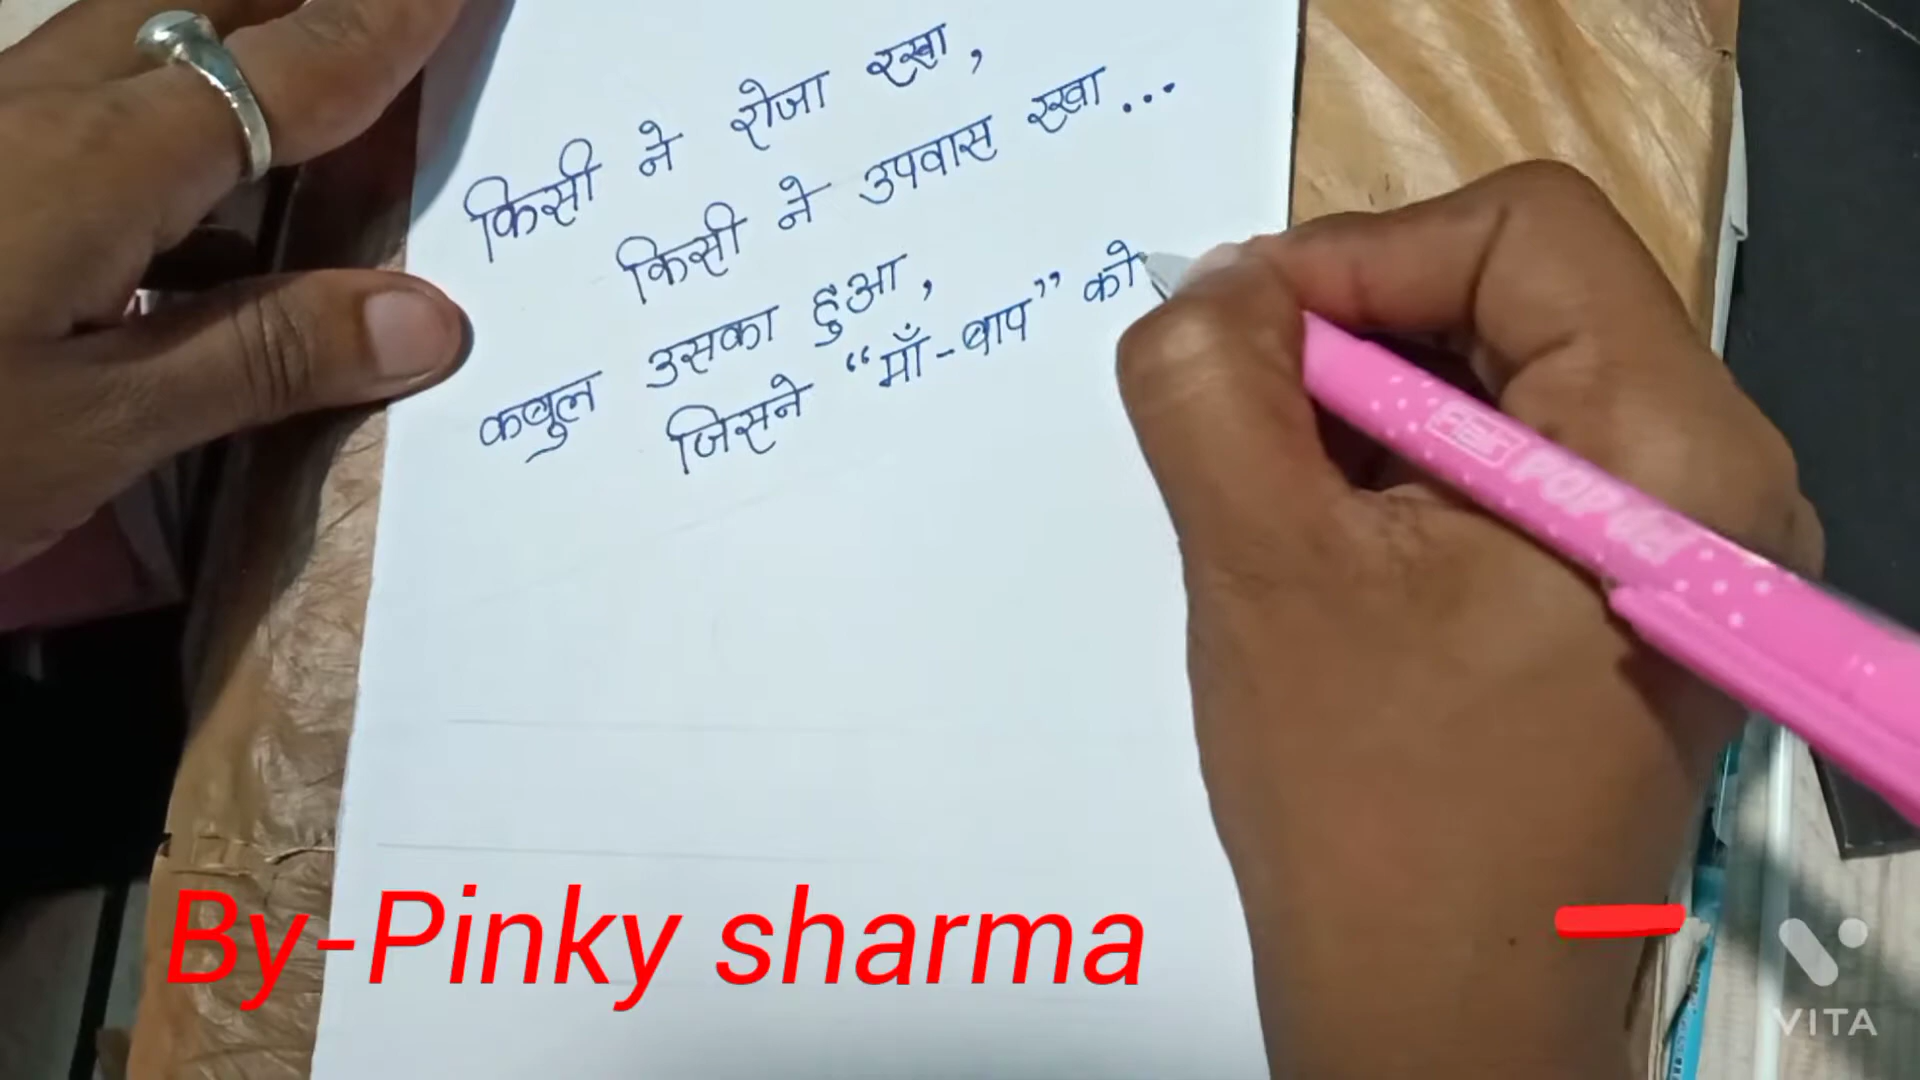 किसी ने रोजा रखा,
किसी ने उपवास रखा...
कबुल उसका हुआ,
जिसने “माँ-बाप” को
By-Pinky sharma
VITA